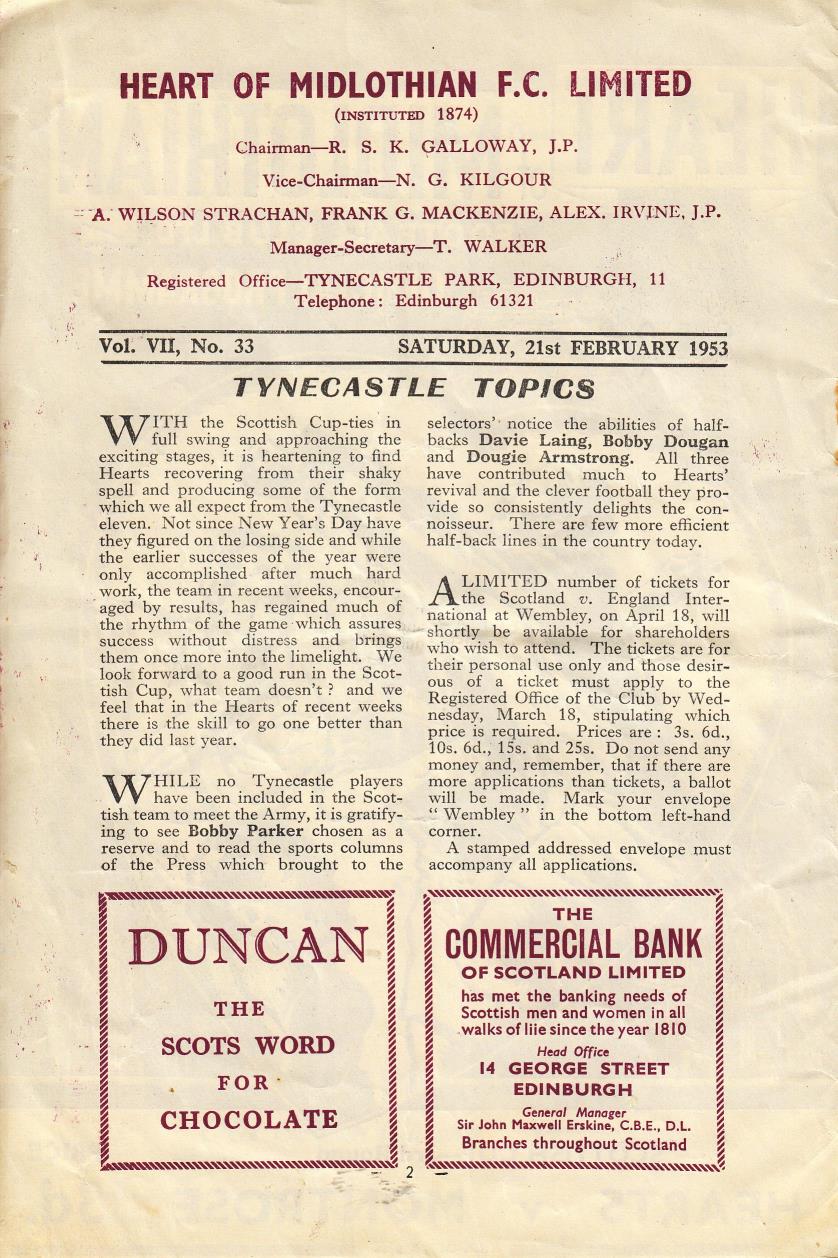 HEART OF MIDLOTHIAN F.C. LIMITED
(INSTITUTED 1874)
Chairman—R. S. K. GALLOWAY, J.P.
Vice-Chairman—N. G. KILGOUR
A. WILSON STRACHAN, FRANK G. MACKENZIE, ALEX. IRVINE, J.P.
Manager-Secretary—T. WALKER
Registered Office—TYNECASTLE PARK, EDINBURGH, 11
Telephone: Edinburgh 61321
Vol. VII, No. 33 SATURDAY, 21st FEBRUARY 1953
TYNECASTLE TOPICS
WITH the Scottish Cup-ties in
full swing and approaching the
exciting stages, it is heartening to find
Hearts recovering from their shaky
spell and producing some of the form
which we all expect from the Tynecastle
eleven. Not since New Year's Day have
they figured on the losing side and while
the earlier successes of the year were
only accomplished after much hard
work, the team in recent weeks, encour-
aged by results, has regained much of
the rhythm of the game which assures
success without distress and brings
them once more into the limelight. We
look forward to a good run in the Scot-
tish Cup, what team doesn't ? and we
feel that in the Hearts of recent weeks
there is the skill to go one better than
they did last year.
WHILE no Tynecastle players
have been included in the Scot-
tish team to meet the Army, it is gratify-
ing to see Bobby Parker chosen as a
reserve and to read the sports columns
of the Press which brought to the
selectors' notice the abilities of half-
backs Davie Laing, Bobby Dougan
and Dougie Armstrong. All three
have contributed much to Hearts'
revival and the clever football they pro-
vide so consistently delights the con-
noisseur. There are few more efficient
half-back lines in the country today.
A LIMITED number of tickets for
the Scotland v. England Inter-
national at Wembley, on April 18, will
shortly be available for shareholders
who wish to attend. The tickets are for
their personal use only and those desir-
ous of a ticket must apply to the
Registered Office of the Club by Wed-
nesday, March 18, stipulating which
price is required. Prices are : 3s. 6d.,
10s. 6d., 15s. and 25s. Do not send any
money and, remember, that if there are
more applications than tickets, a ballot
will be made. Mark your envelope
" Wembley " in the bottom left-hand
corner.
A stamped addressed envelope must
accompany all applications.
DUNCAN
THE
SCOTS WORD
FOR
CHOCOLATE
THE
COMMERCIAL BANK
OF SCOTLAND LIMITED
has met the banking needs of
Scottish men and women in all
walks of liie since the year 1810
Head Office
14 GEORGE STREET
EDINBURGH
General Manager
Sir John Maxwell Erskine, C.B.E., D.L.
Branches throughout Scotland
2